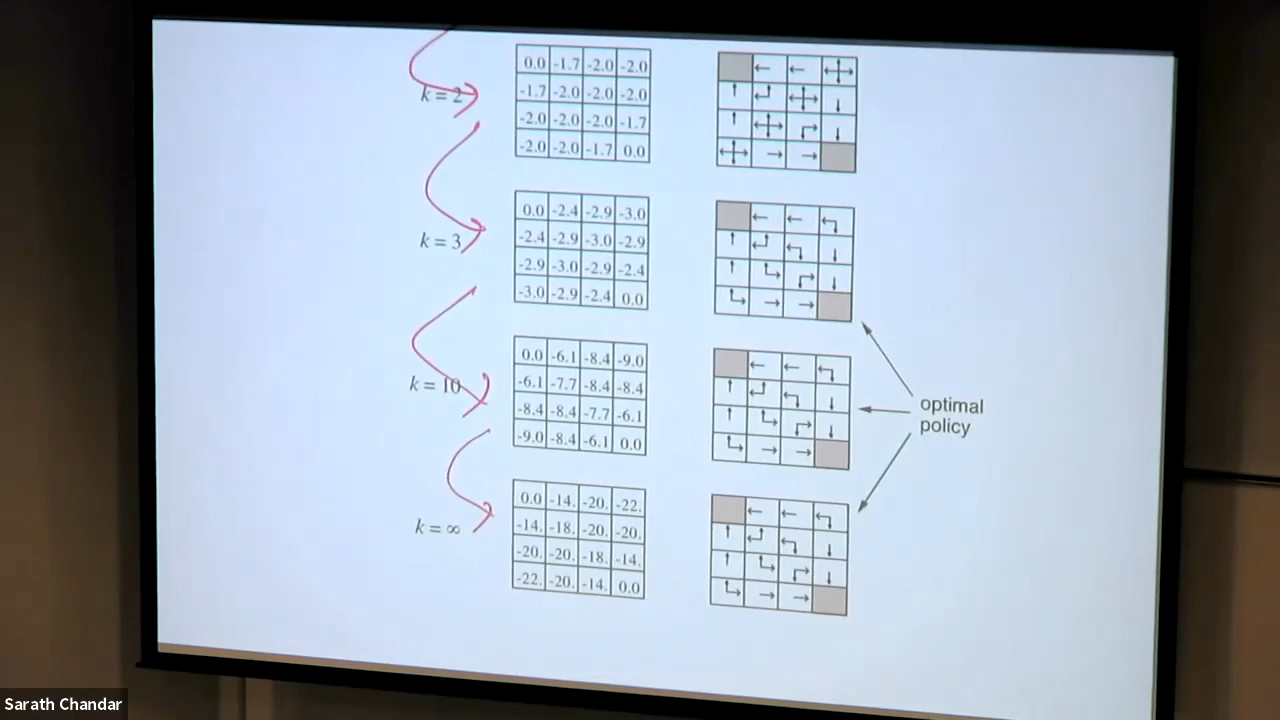 k = 2
0.0 -1.7 -2.0 -2.0
-1.7 -2.0 -2.0 -2.0
-2.0 -2.0 -2.0 -1.7
-2.0 -2.0 -1.7 0.0
k = 3
0.0 -2.4 -2.9 -3.0
-2.4 -2.9 -3.0 -2.9
-2.9 -3.0 -2.9 -2.4
-3.0 -2.9 -2.4 0.0
k = 10
0.0 -6.1 -8.4 -9.0
-6.1 -7.7 -8.4 -8.4
-8.4 -8.4 -7.7 -6.1
-9.0 -8.4 -6.1 0.0
optimal
policy
k = ∞
0.0 -14. -20. -22.
-14. -18. -20. -20.
-20. -20. -18. -14.
-22. -20. -14. 0.0
Sarath Chandar